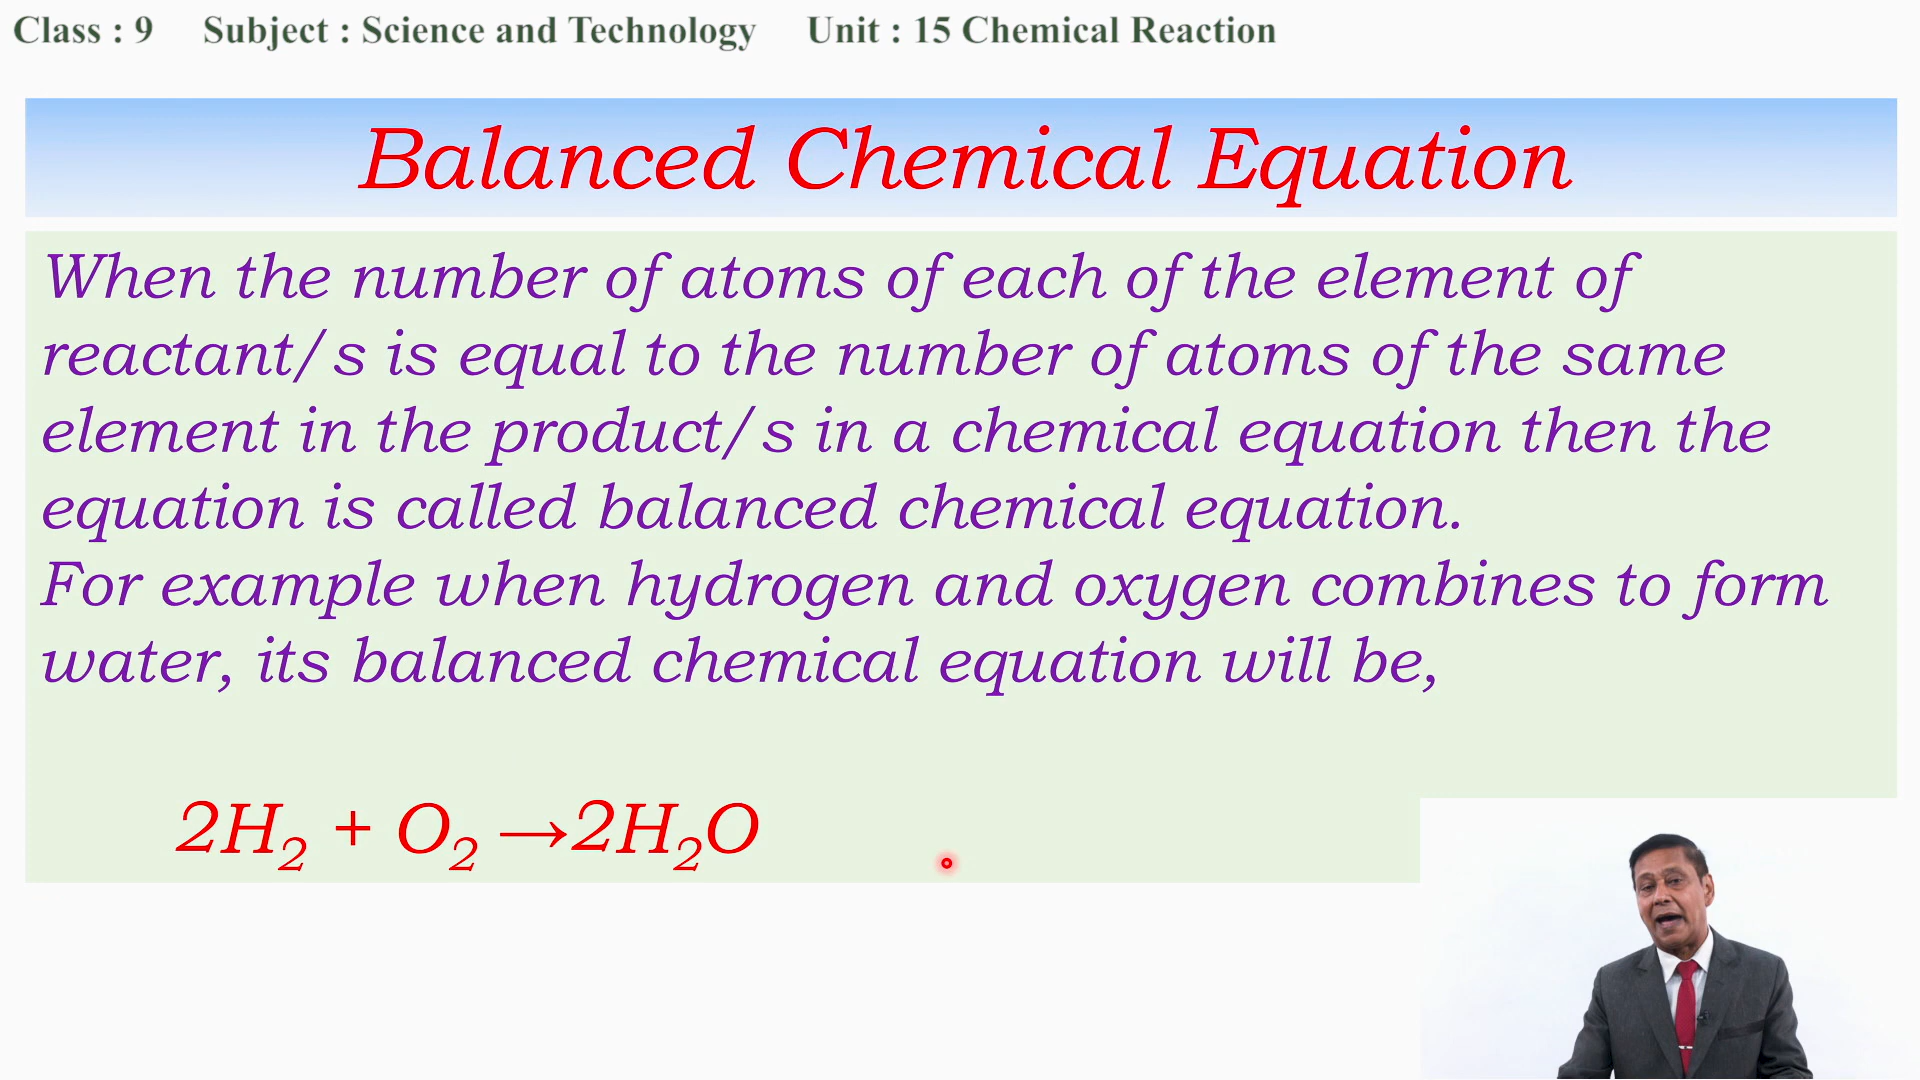 Class : 9 Subject : Science and Technology Unit : 15 Chemical Reaction
Balanced Chemical Equation
When the number of atoms of each of the element of
reactant/s is equal to the number of atoms of the same
element in the product/s in a chemical equation then the
equation is called balanced chemical equation.
For example when hydrogen and oxygen combines to form
water, its balanced chemical equation will be,
2H₂ + O₂ →2H₂O